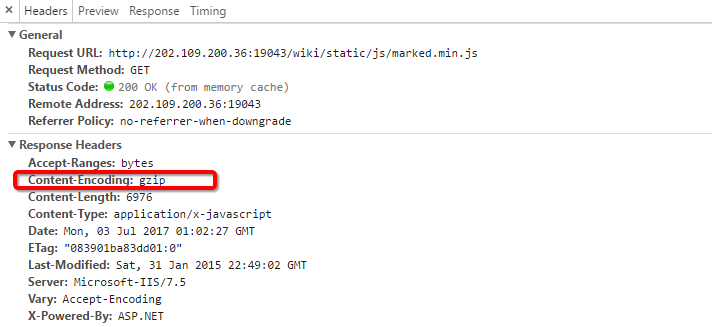 × Headers Preview Response Timing
▼ General
Request URL: http://202.109.200.36:19043/wiki/static/js/marked.min.js
Request Method: GET
Status Code: 200 OK (from memory cache)
Remote Address: 202.109.200.36:19043
Referrer Policy: no-referrer-when-downgrade
▼ Response Headers
Accept-Ranges: bytes
Content-Encoding: gzip
Content-Length: 6976
Content-Type: application/x-javascript
Date: Mon, 03 Jul 2017 01:02:27 GMT
ETag: "083901ba83dd01:0"
Last-Modified: Sat, 31 Jan 2015 22:49:02 GMT
Server: Microsoft-IIS/7.5
Vary: Accept-Encoding
X-Powered-By: ASP.NET